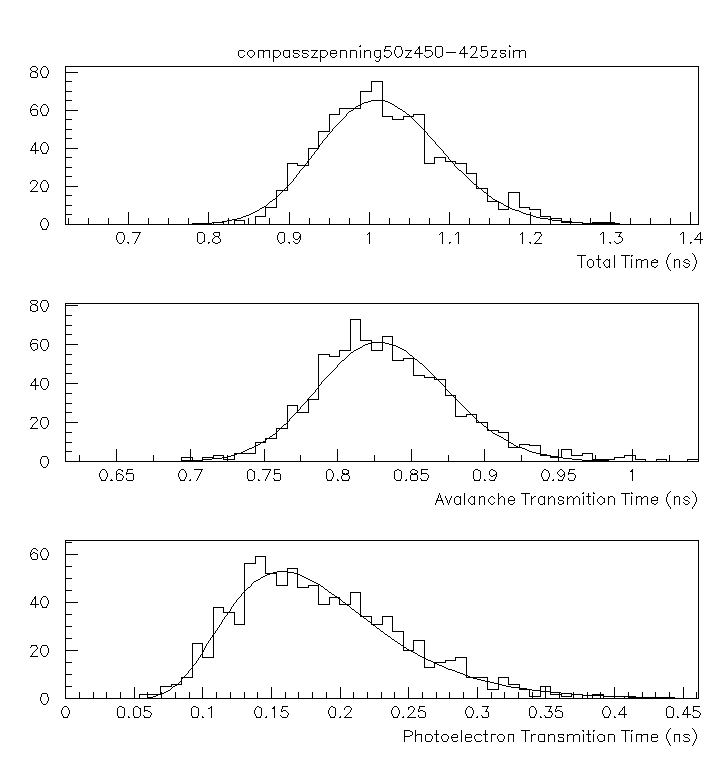 compasszpenning50z450-425zsim
80
60
40
20
0
0.7 0.8 0.9 1 1.1 1.2 1.3 1.4
Total Time (ns)
80
60
40
20
0
0.65 0.7 0.75 0.8 0.85 0.9 0.95 1
Avalanche Transmition Time (ns)
60
40
20
0
0 0.05 0.1 0.15 0.2 0.25 0.3 0.35 0.4 0.45
Photoelectron Transmition Time (ns)